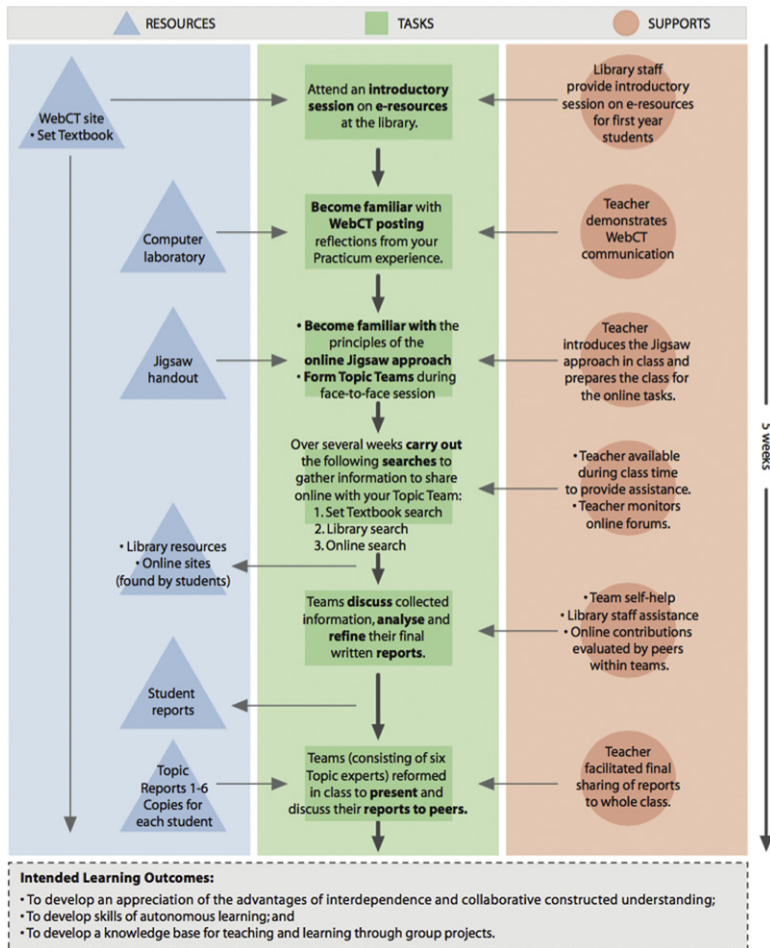 RESOURCES
TASKS
SUPPORTS
WebCT site
• Set Textbook
Attend an introductory
session on e-resources
at the library.
Library staff
provide introductory
session on e-resources
for first year
students
Computer
laboratory
Become familiar with
WebCT posting
reflections from your
Practicum experience.
Teacher
demonstrates
WebCT
communication
Jigsaw
handout
• Become familiar with the
principles of the
online Jigsaw approach
• Form Topic Teams during
face-to-face session
Teacher
introduces the Jigsaw
approach in class and
prepares the class for
the online tasks.
Over several weeks carry out
the following searches to
gather information to share
online with your Topic Team:
1. Set Textbook search
2. Library search
3. Online search
• Teacher available
during class time
to provide assistance.
• Teacher monitors
online forums.
5 weeks
• Library resources
• Online sites
(found by students)
Teams discuss collected
information, analyse and
refine their final
written reports.
• Team self-help
• Library staff assistance
• Online contributions
evaluated by peers
within teams.
Student
reports
Topic
Reports 1-6
Copies for
each student
Teams (consisting of six
Topic experts) reformed
in class to present and
discuss their reports to peers.
Teacher
facilitated final
sharing of reports
to whole class.
Intended Learning Outcomes:
• To develop an appreciation of the advantages of interdependence and collaborative constructed understanding;
• To develop skills of autonomous learning; and
• To develop a knowledge base for teaching and learning through group projects.